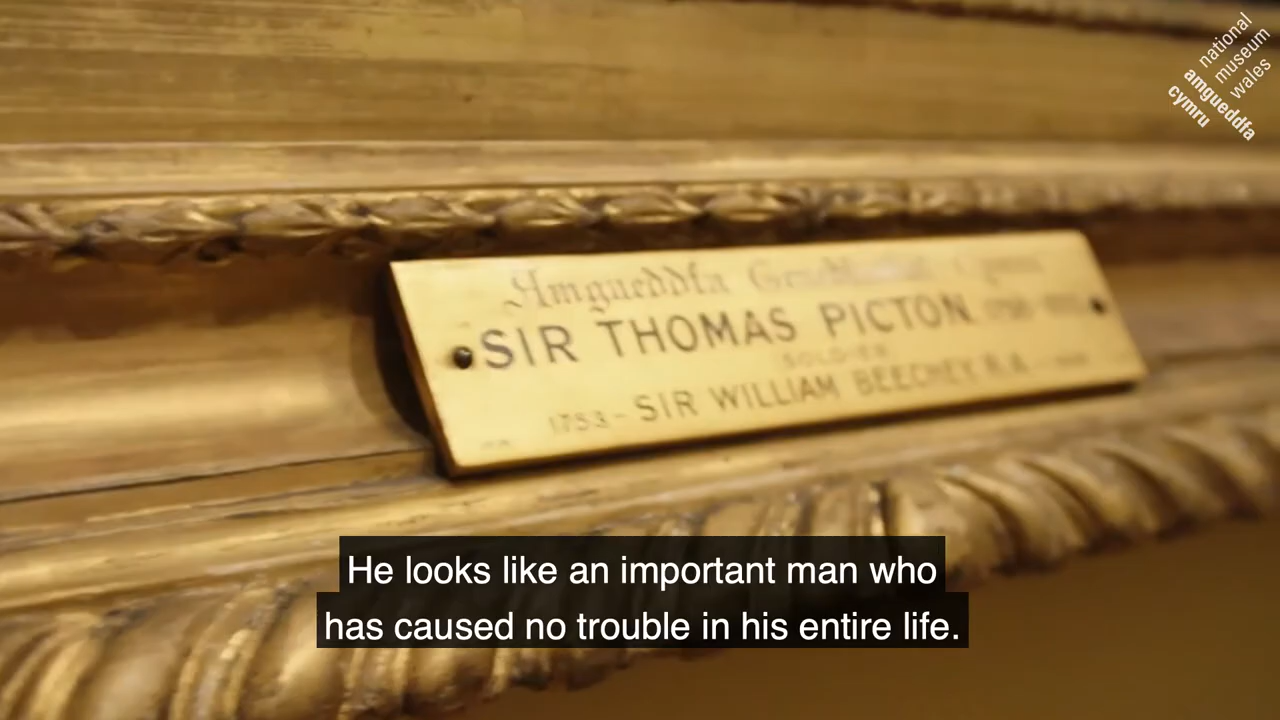 national
museum
wales
amgueddfa
cymru
Amgueddfa
SIR THOMAS PICTON
SOLDIER
1753 - SIR WILLIAM BEECHEY R.A.
He looks like an important man who
has caused no trouble in his entire life.